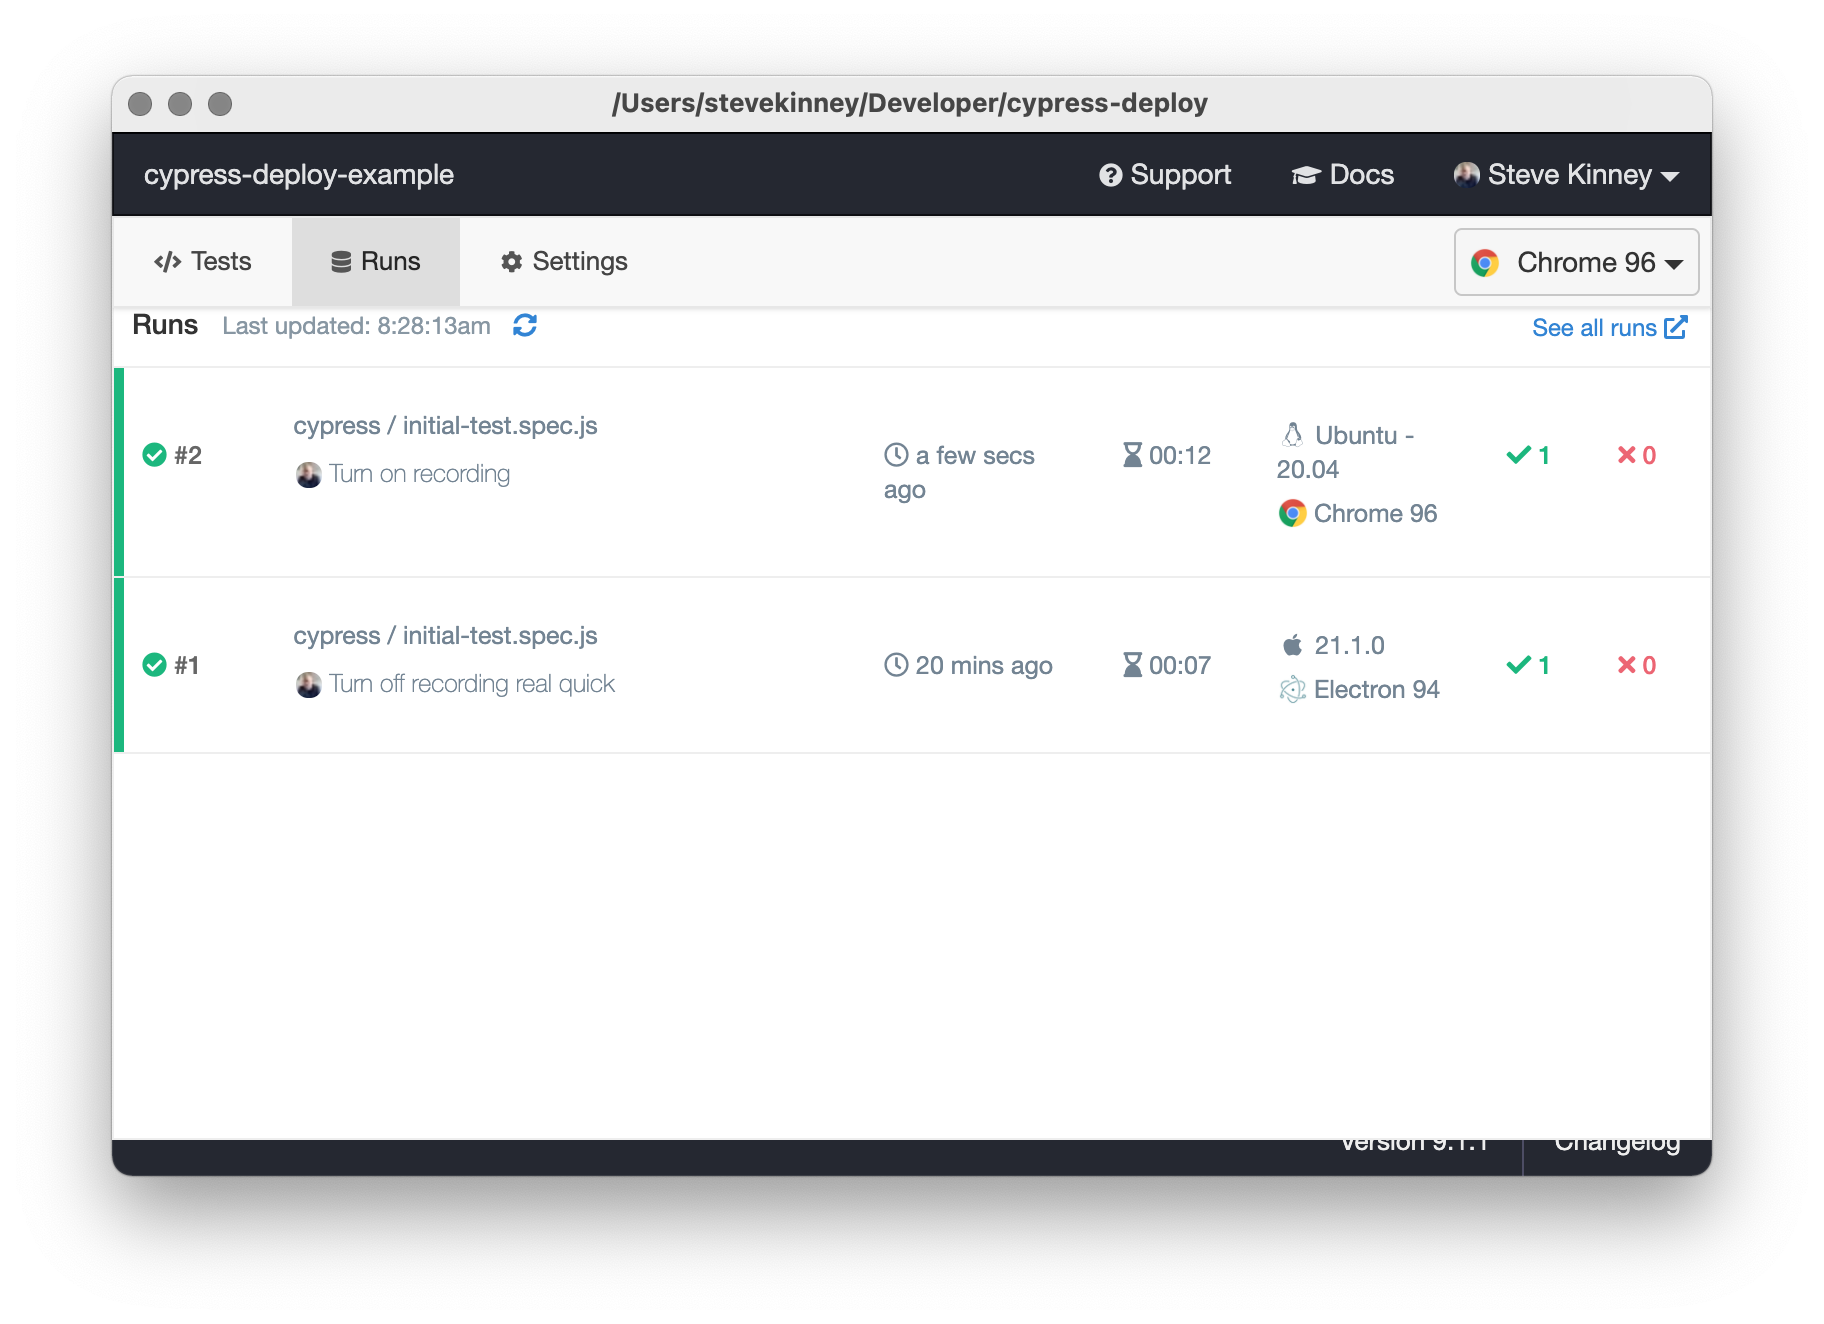 /Users/stevekinney/Developer/cypress-deploy
cypress-deploy-example
Support
Docs
Steve Kinney
Tests
Runs
Settings
Chrome 96
Runs
Last updated: 8:28:13am
See all runs
#2
cypress / initial-test.spec.js
Turn on recording
a few secs
ago
00:12
Ubuntu -
20.04
Chrome 96
1
0
#1
cypress / initial-test.spec.js
Turn off recording real quick
20 mins ago
00:07
21.1.0
Electron 94
1
0
Version 9.1.1
Changelog